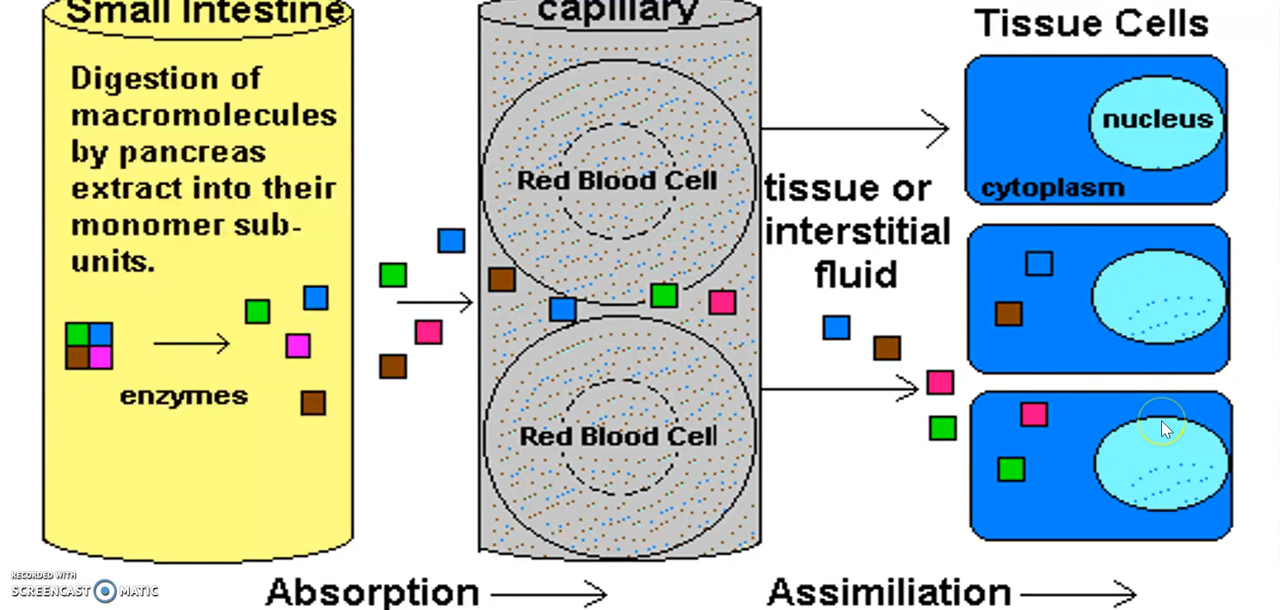 Small Intestine
Digestion of
macromolecules
by pancreas
extract into their
monomer sub-
units.
enzymes
capillary
Red Blood Cell
Red Blood Cell
tissue or
interstitial
fluid
Tissue Cells
nucleus
cytoplasm
Absorption
Assimiliation
RECORDED WITH
SCREENCAST MATIC